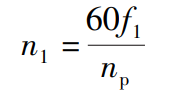 n₁ = 60f₁ / nₚ